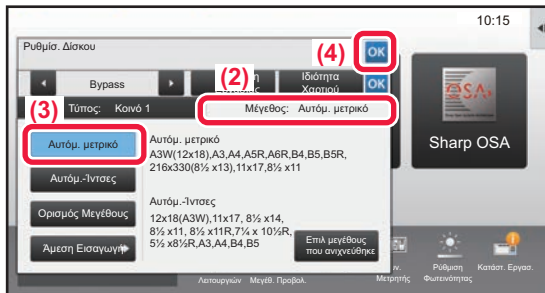 10:15
Ρυθμίσ. Δίσκου
(4)
OK
Bypass
(2)
Ιδιότητα
Χαρτιού
OK
(3)
Τύπος: Κοινό 1
Μέγεθος: Αυτόμ. μετρικό
Αυτόμ. μετρικό
Αυτόμ. μετρικό
A3W(12x18),A3,A4,A5R,A6R,B4,B5,B5R,
216x330(8½ x13),11x17,8½ x11
Αυτόμ.-Ίντσες
Αυτόμ.-Ίντσες
12x18(A3W),11x17, 8½ x14,
8½ x11, 8½ x11R,7¼ x 10½R,
5½ x8½R,A3,A4,B4,B5
Ορισμός Μεγέθους
Άμεση Εισαγωγή
Επιλ μεγέθους
που ανιχνεύθηκε
Sharp OSA
Λειτουργιών
Μεγέθ. Προβολ.
Μετρητής
Ρύθμιση
Φωτεινότητας
Κατάστ. Εργασ.